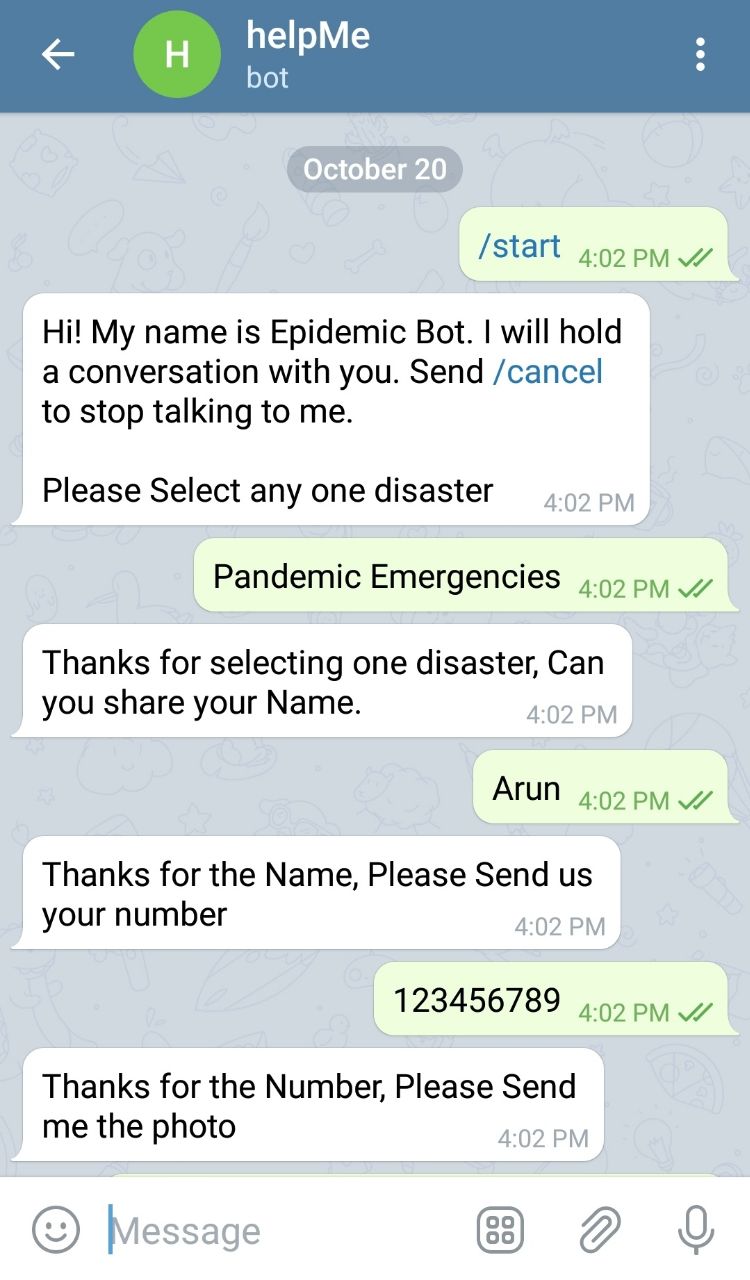 H
helpMe
bot
October 20
/start 4:02 PM
Hi! My name is Epidemic Bot. I will hold
a conversation with you. Send /cancel
to stop talking to me.
Please Select any one disaster 4:02 PM
Pandemic Emergencies 4:02 PM
Thanks for selecting one disaster, Can
you share your Name. 4:02 PM
Arun 4:02 PM
Thanks for the Name, Please Send us
your number 4:02 PM
123456789 4:02 PM
Thanks for the Number, Please Send
me the photo 4:02 PM
Message